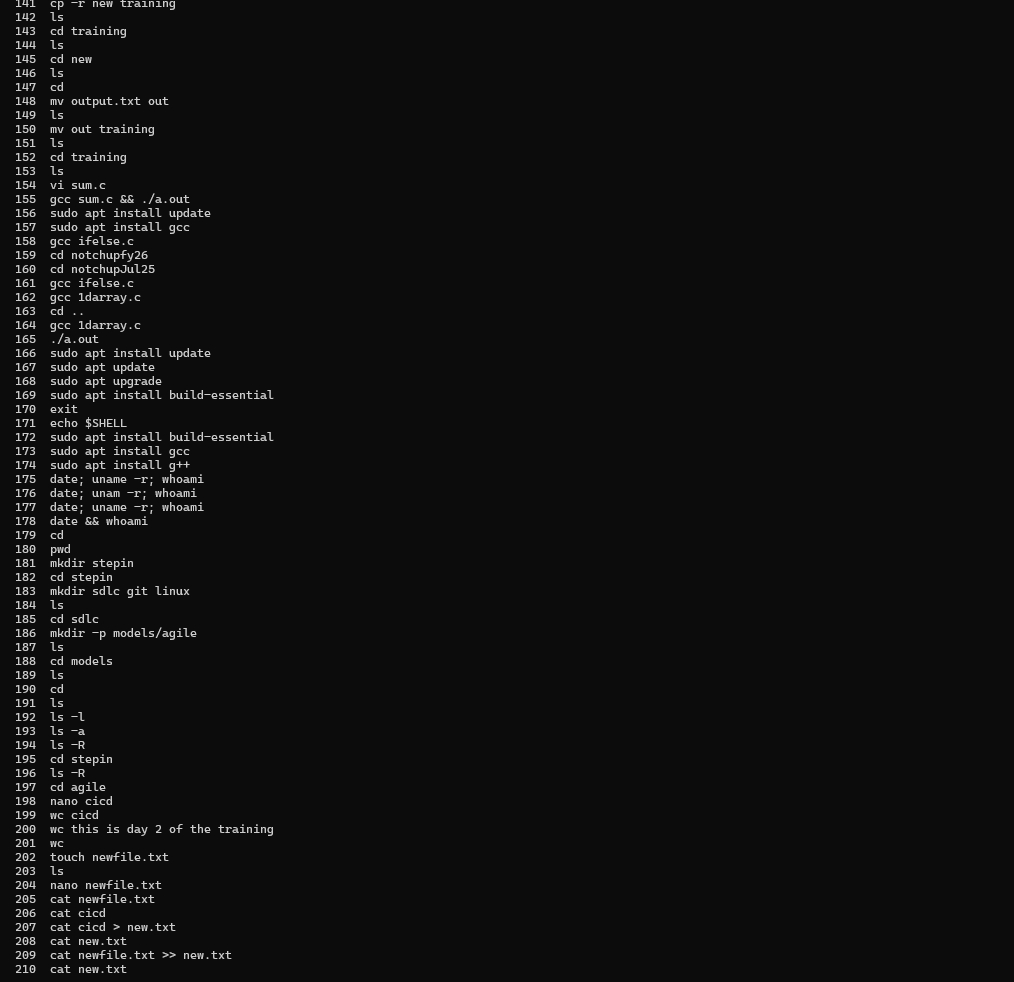 141 cp -r new training
142 ls
143 cd training
144 ls
145 cd new
146 ls
147 cd
148 mv output.txt out
149 ls
150 mv out training
151 ls
152 cd training
153 ls
154 vi sum.c
155 gcc sum.c && ./a.out
156 sudo apt install update
157 sudo apt install gcc
158 gcc ifelse.c
159 cd notchupfy26
160 cd notchupJul25
161 gcc ifelse.c
162 gcc 1darray.c
163 cd ..
164 gcc 1darray.c
165 ./a.out
166 sudo apt install update
167 sudo apt update
168 sudo apt upgrade
169 sudo apt install build-essential
170 exit
171 echo $SHELL
172 sudo apt install build-essential
173 sudo apt install gcc
174 sudo apt install g++
175 date; uname -r; whoami
176 date; unam -r; whoami
177 date; uname -r; whoami
178 date && whoami
179 cd
180 pwd
181 mkdir stepin
182 cd stepin
183 mkdir sdlc git linux
184 ls
185 cd sdlc
186 mkdir -p models/agile
187 ls
188 cd models
189 ls
190 cd
191 ls
192 ls -l
193 ls -a
194 ls -R
195 cd stepin
196 ls -R
197 cd agile
198 nano cicd
199 wc cicd
200 wc this is day 2 of the training
201 wc
202 touch newfile.txt
203 ls
204 nano newfile.txt
205 cat newfile.txt
206 cat cicd
207 cat cicd > new.txt
208 cat new.txt
209 cat newfile.txt >> new.txt
210 cat new.txt